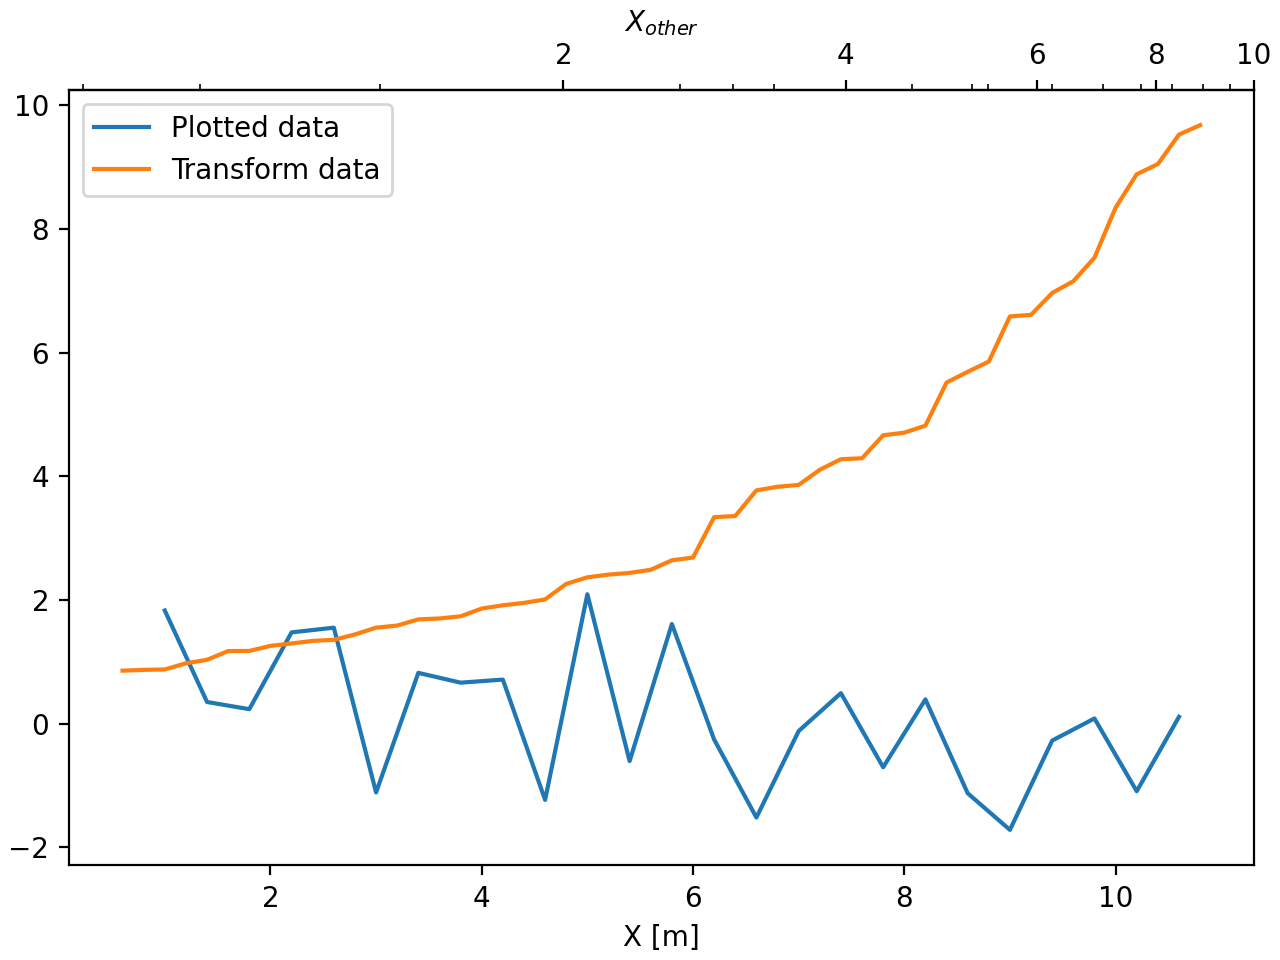 X_other
2 4 6 8 10
10
Plotted data
Transform data
8
6
4
2
0
−2
2 4 6 8 10
X [m]